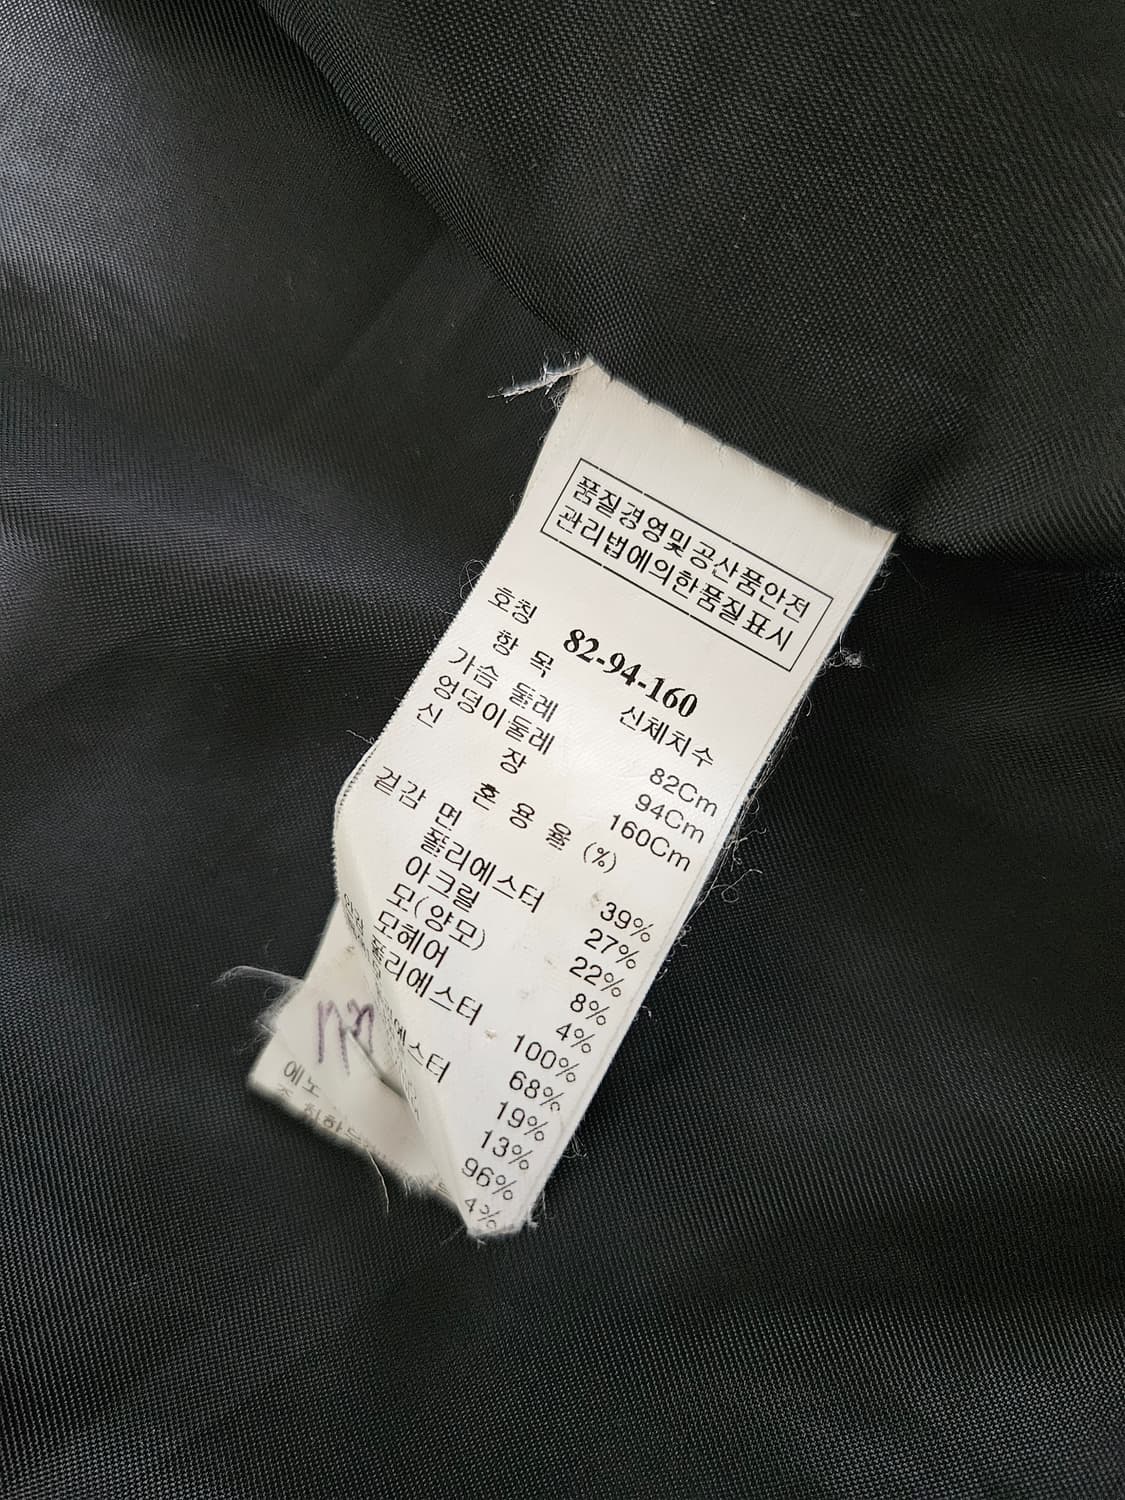 품질경영및공산품안전
관리법에의한품질표시
호칭 82-94-160
항 목 신체치수
가슴 둘레 82Cm
엉덩이둘레 94Cm
신 장 160Cm
혼 용 율 (%)
겉감 면 39%
폴리에스터 27%
아크릴 22%
모(양모) 8%
모헤어 4%
폴리에스터 100%
에스터 68%
19%
13%
96%
4%